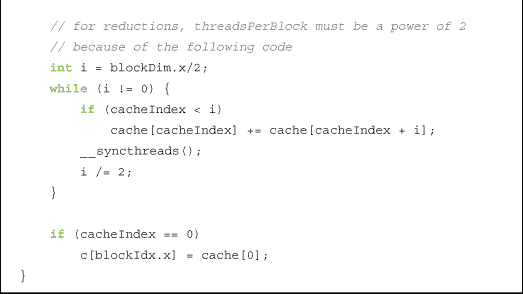 // for reductions, threadsPerBlock must be a power of 2
// because of the following code
int i = blockDim.x/2;
while (i != 0) {
if (cacheIndex < i)
cache[cacheIndex] += cache[cacheIndex + i];
__syncthreads();
i /= 2;
}
if (cacheIndex == 0)
c[blockIdx.x] = cache[0];
}